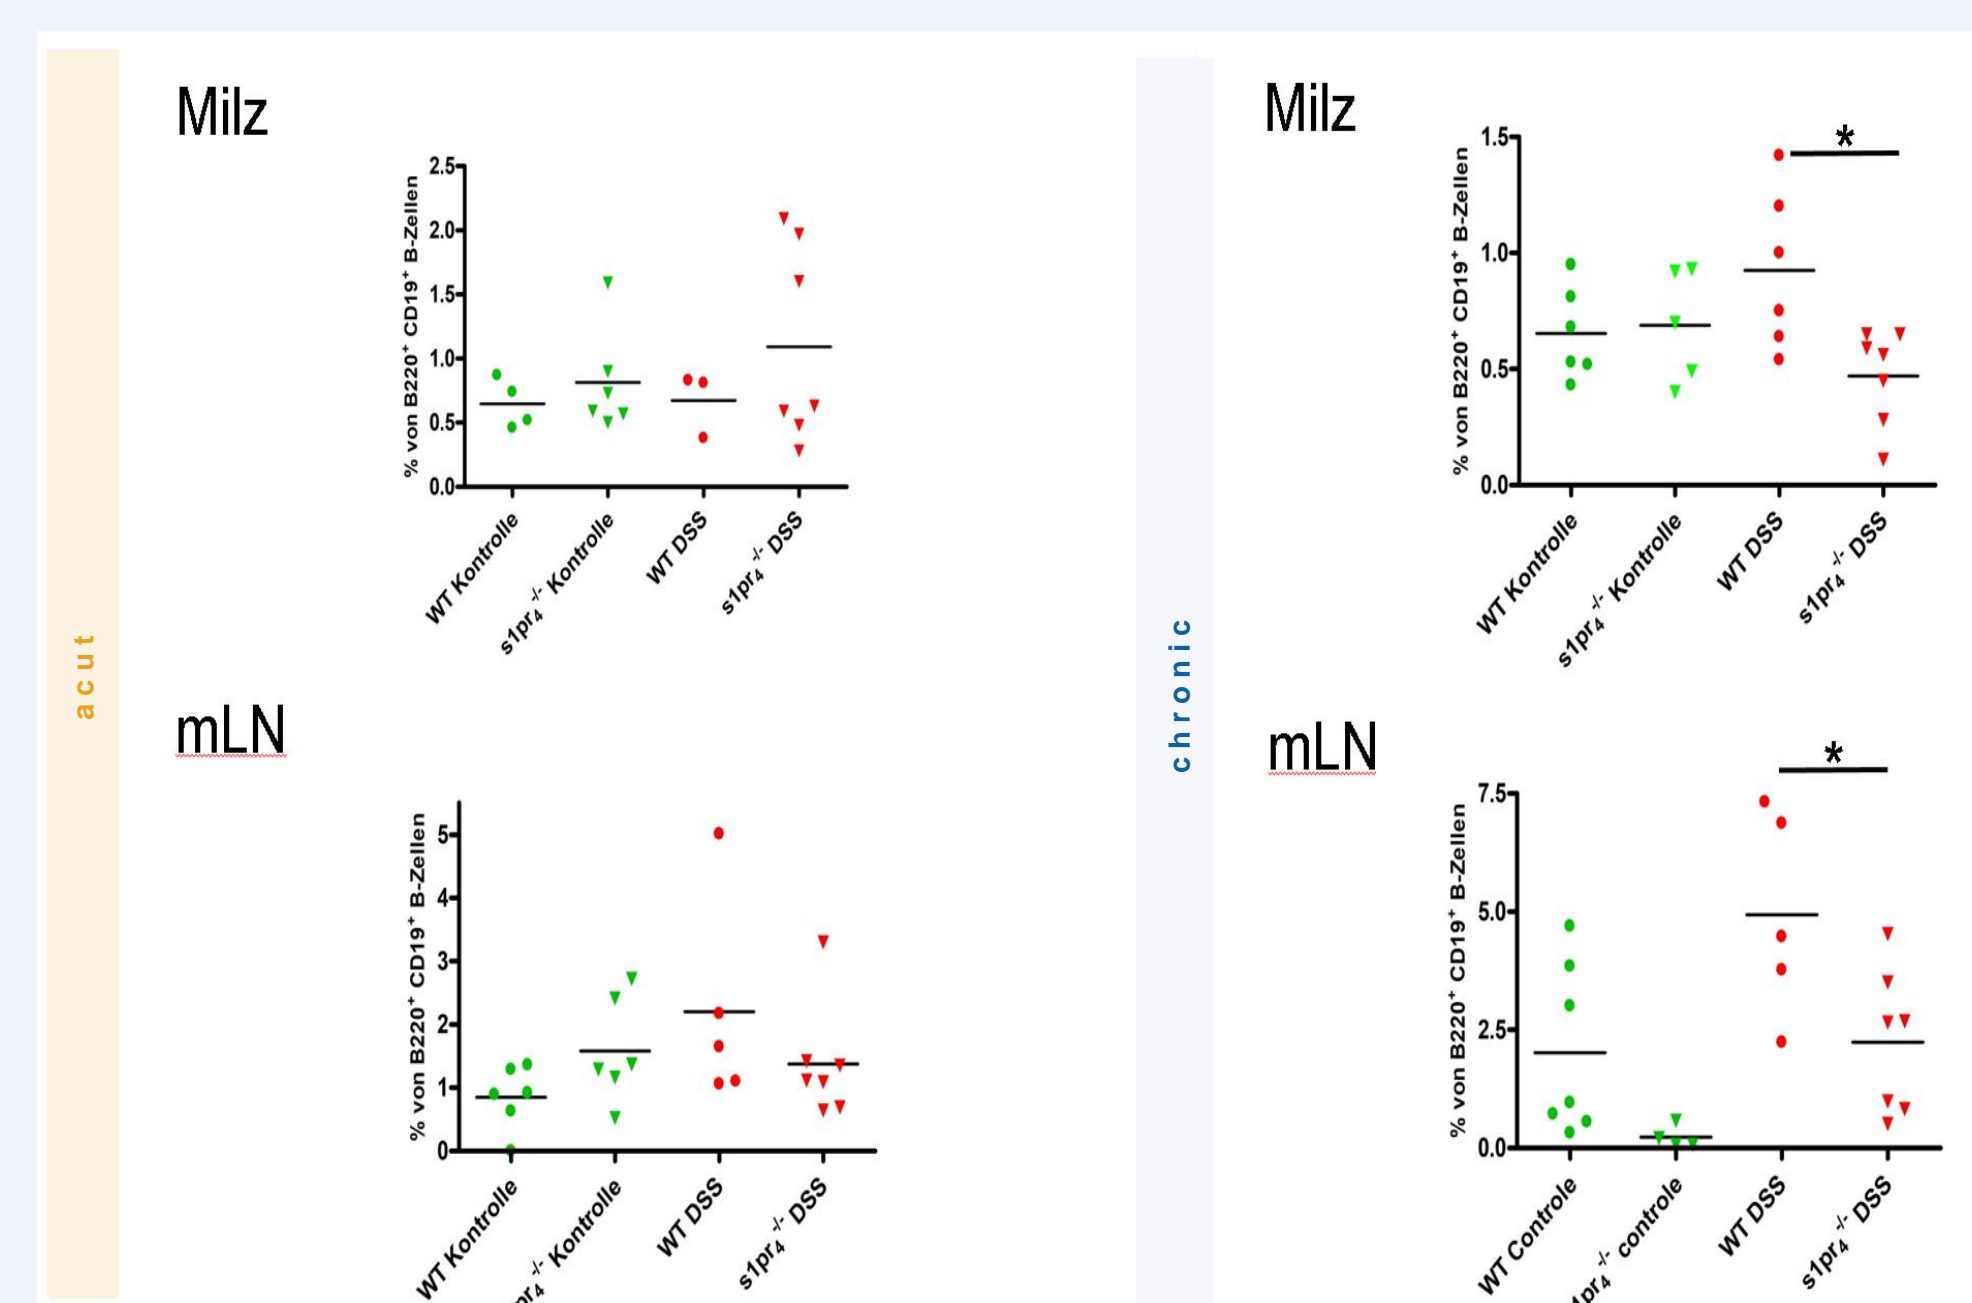 acut
Milz
% von B220⁺ CD19⁺ B-Zellen
2.5
2.0
1.5
1.0
0.5
0.0
WT Kontrolle
s1pr₄⁻/⁻ Kontrolle
WT DSS
s1pr₄⁻/⁻ DSS
mLN
% von B220⁺ CD19⁺ B-Zellen
5
4
3
2
1
0
WT Kontrolle
pr₄⁻/⁻ Kontrolle
WT DSS
s1pr₄⁻/⁻ DSS
chronic
Milz
*
% von B220⁺ CD19⁺ B-Zellen
1.5
1.0
0.5
0.0
WT Kontrolle
s1pr₄⁻/⁻ Kontrolle
WT DSS
s1pr₄⁻/⁻ DSS
mLN
*
% von B220⁺ CD19⁺ B-Zellen
7.5
5.0
2.5
0.0
WT Controle
1pr₄⁻/⁻ controle
WT DSS
s1pr₄⁻/⁻ DSS